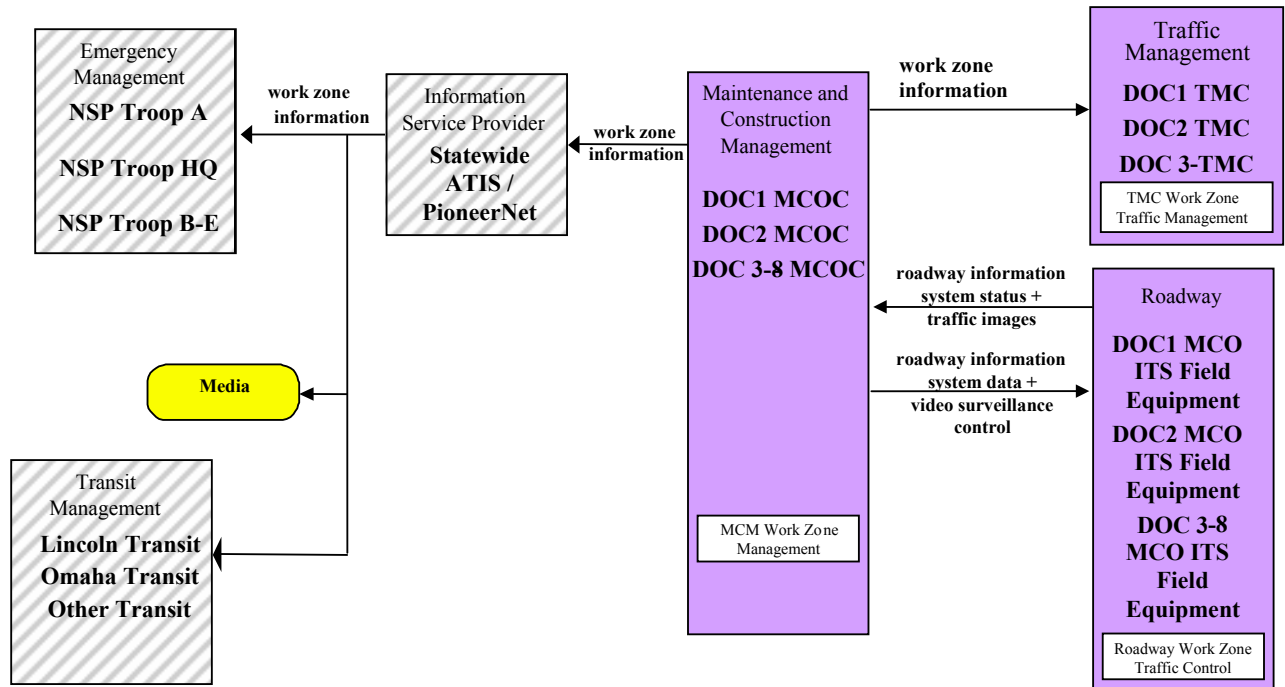 Emergency
Management
NSP Troop A
NSP Troop HQ
NSP Troop B-E
work zone
information
Information
Service Provider
Statewide
ATIS /
PioneerNet
work zone
information
Maintenance and
Construction
Management
DOC1 MCOC
DOC2 MCOC
DOC 3-8 MCOC
MCM Work Zone
Management
work zone
information
Traffic
Management
DOC1 TMC
DOC2 TMC
DOC 3-TMC
TMC Work Zone
Traffic Management
roadway information
system status +
traffic images
roadway information
system data +
video surveillance
control
Roadway
DOC1 MCO
ITS Field
Equipment
DOC2 MCO
ITS Field
Equipment
DOC 3-8
MCO ITS
Field
Equipment
Roadway Work Zone
Traffic Control
Media
Transit
Management
Lincoln Transit
Omaha Transit
Other Transit